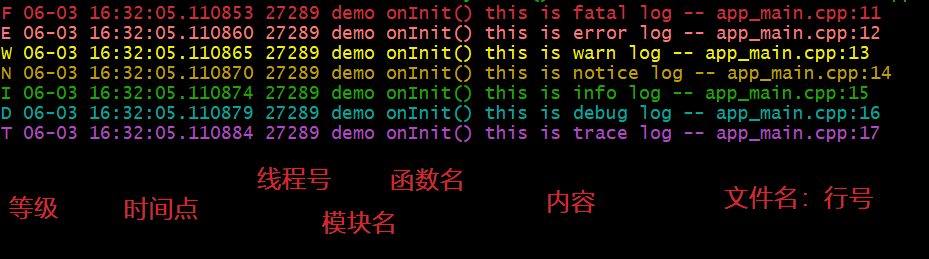 F 06-03 16:32:05.110853 27289 demo onInit() this is fatal log -- app_main.cpp:11
E 06-03 16:32:05.110860 27289 demo onInit() this is error log -- app_main.cpp:12
W 06-03 16:32:05.110865 27289 demo onInit() this is warn log -- app_main.cpp:13
N 06-03 16:32:05.110870 27289 demo onInit() this is notice log -- app_main.cpp:14
I 06-03 16:32:05.110874 27289 demo onInit() this is info log -- app_main.cpp:15
D 06-03 16:32:05.110879 27289 demo onInit() this is debug log -- app_main.cpp:16
T 06-03 16:32:05.110884 27289 demo onInit() this is trace log -- app_main.cpp:17
等级
时间点
线程号
模块名
函数名
内容
文件名：行号